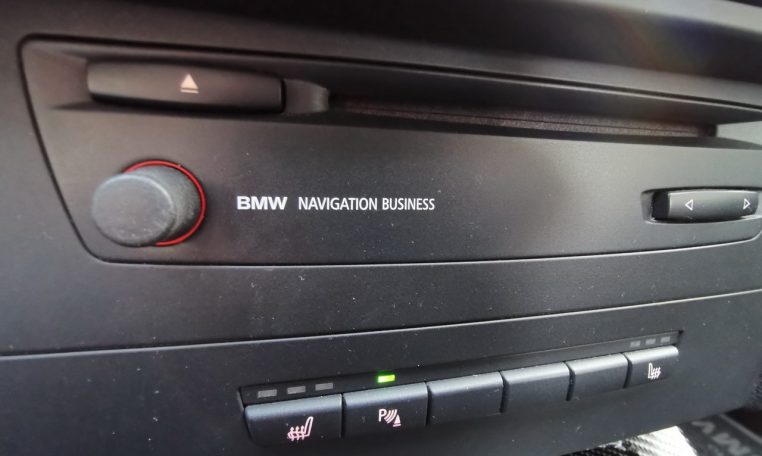 BMW NAVIGATION BUSINESS
P